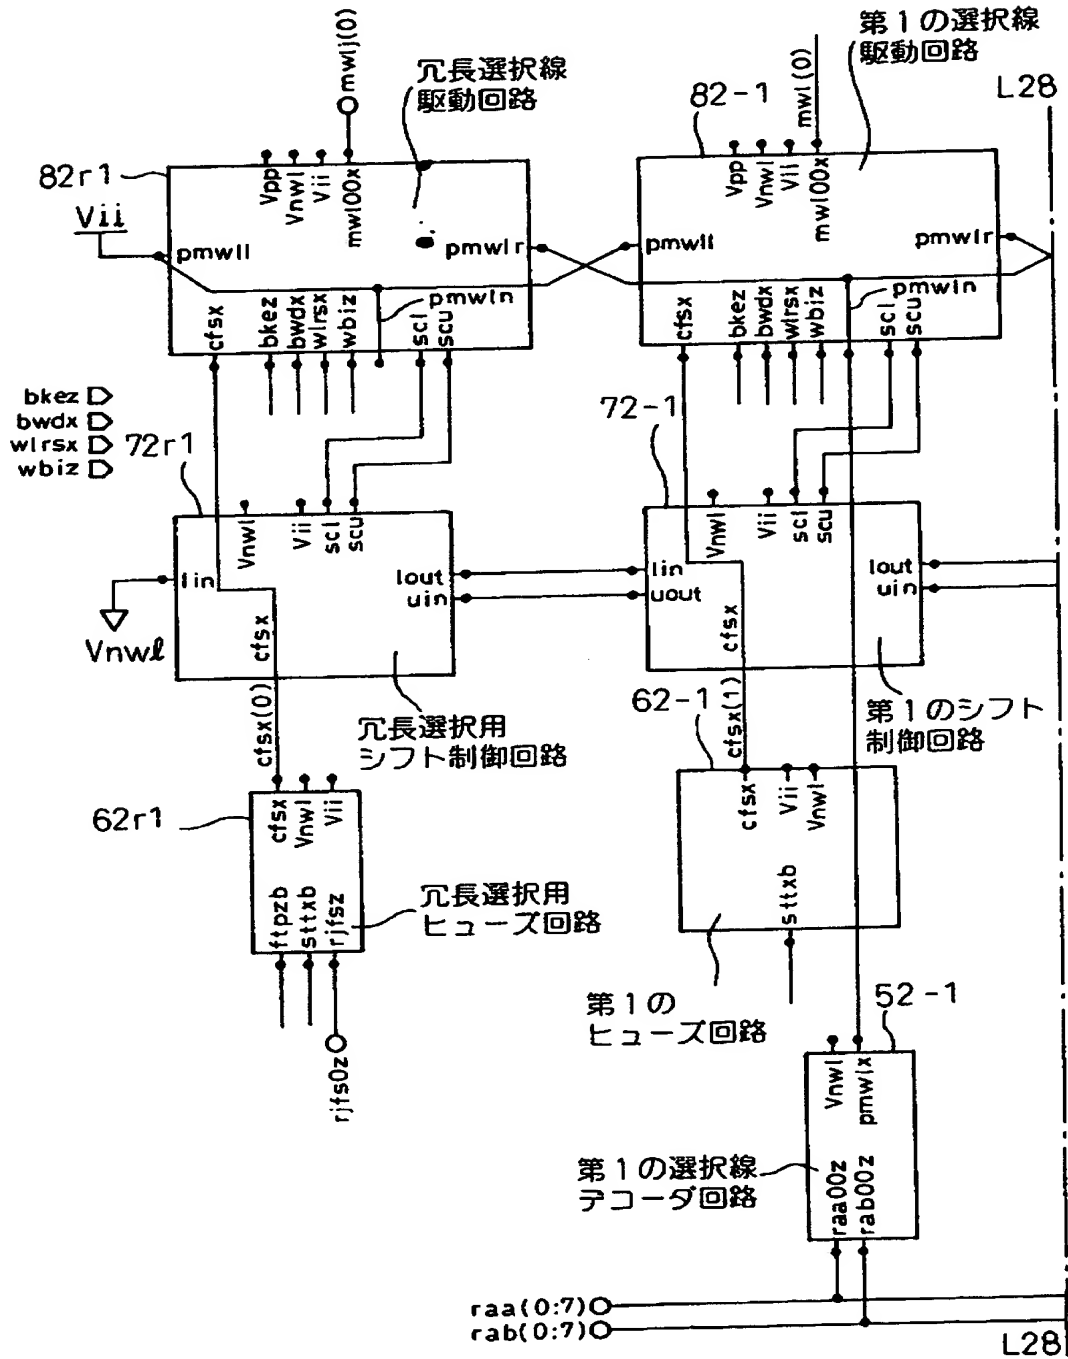 mwlj(0)
冗長選択線
駆動回路
第1の選択線
駆動回路
82-1
mwl(0)
L28
82r1
Vii
Vpp
Vnwl
Vii
mwl00x
pmwll
pmwlr
pmwln
cfsx
bkez
bwdx
wlrsx
wbiz
scl
scu
Vpp
Vnwl
Vii
mwl00x
pmwll
pmwlr
pmwln
cfsx
bkez
bwdx
wlrsx
wbiz
scl
scu
bkez
bwdx
wlrsx
wbiz
72r1
72-1
Vnwl
Vii
scl
scu
lin
lout
uin
cfsx
Vnwl
Vnwl
Vii
scl
scu
lin
uout
lout
uin
cfsx
cfsx(0)
冗長選択用
シフト制御回路
62-1
cfsx(1)
第1のシフト
制御回路
62r1
cfsx
Vnwl
Vii
ftpzb
sttxb
rjfsz
冗長選択用
ヒューズ回路
rjfs0z
cfsx
Vii
Vnwl
sttxb
第1の
ヒューズ回路
52-1
Vnwl
pmwlx
raa00z
rab00z
第1の選択線
デコーダ回路
raa(0:7)
rab(0:7)
L28